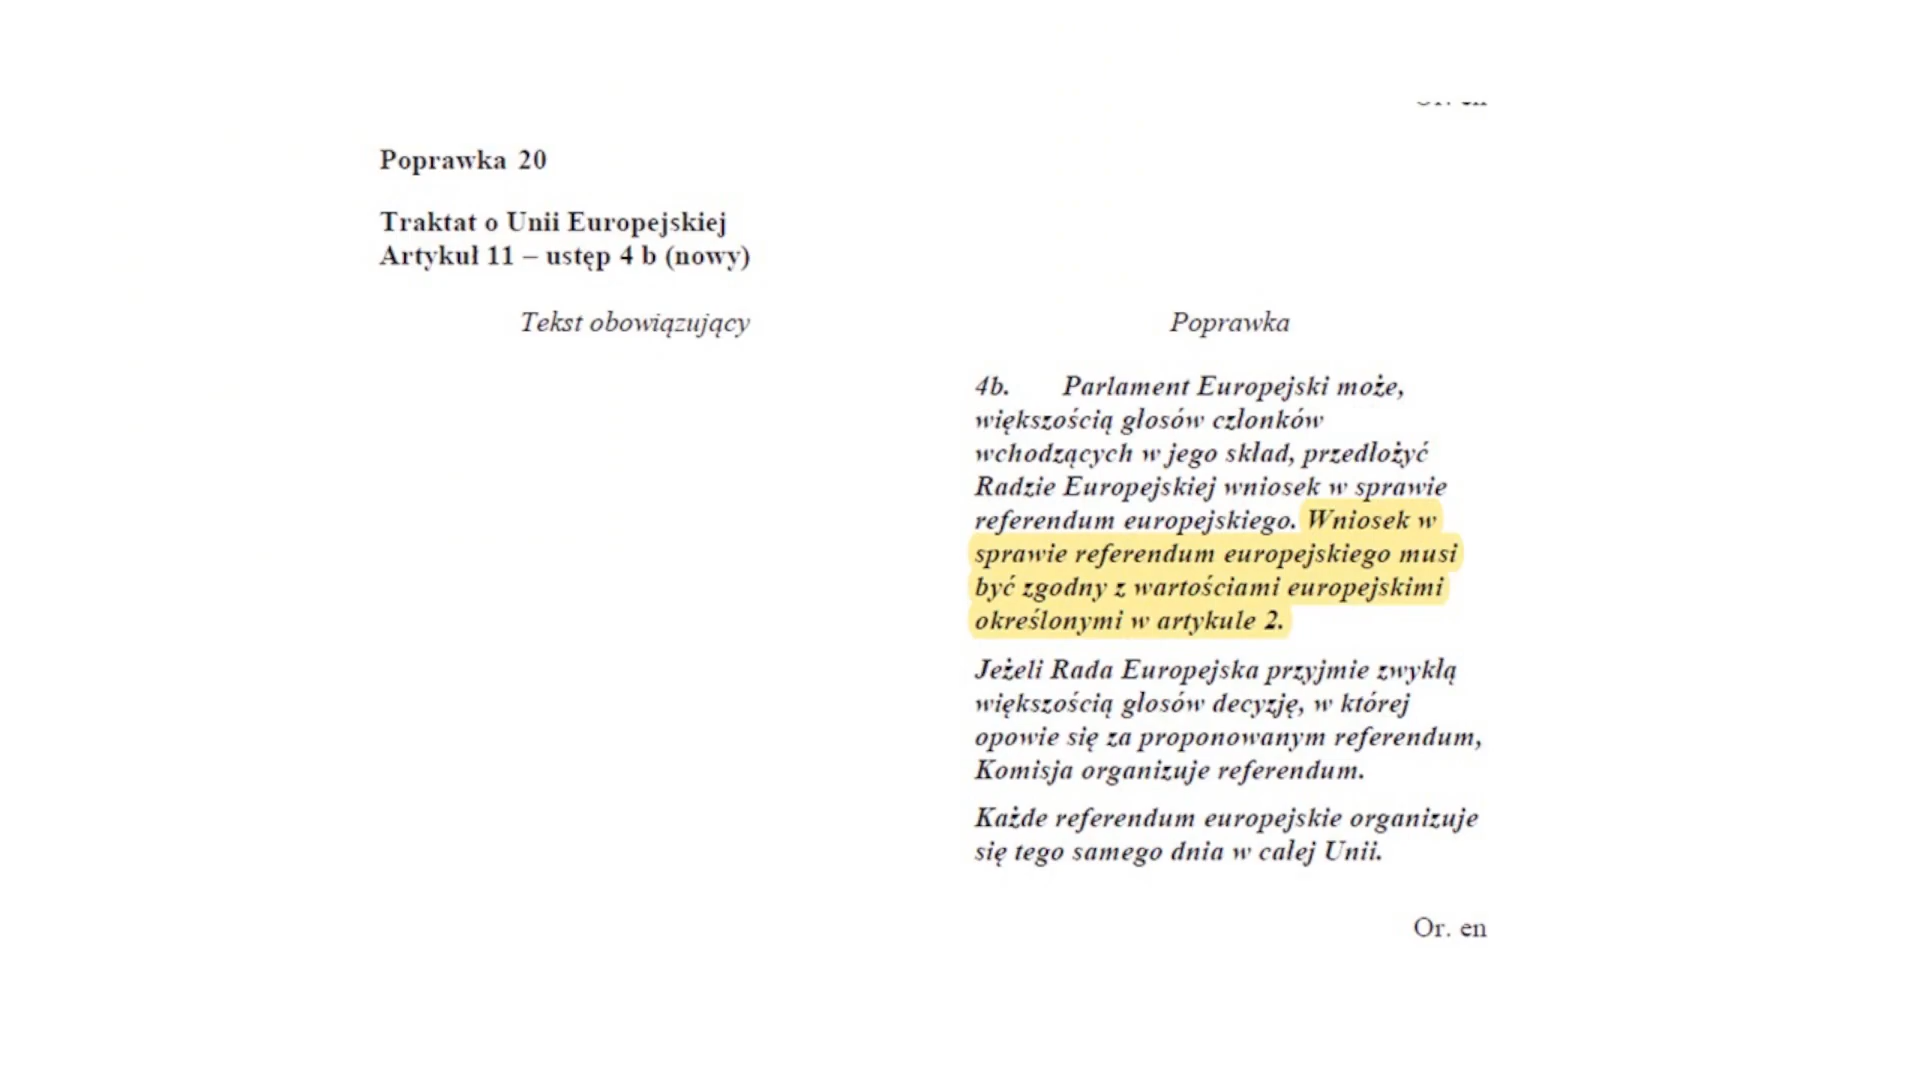 Poprawka 20
Traktat o Unii Europejskiej
Artykuł 11 – ustęp 4 b (nowy)
Tekst obowiązujący
Poprawka
4b. Parlament Europejski może,
większością głosów członków
wchodzących w jego skład, przedłożyć
Radzie Europejskiej wniosek w sprawie
referendum europejskiego. Wniosek w
sprawie referendum europejskiego musi
być zgodny z wartościami europejskimi
określonymi w artykule 2.
Jeżeli Rada Europejska przyjmie zwykłą
większością głosów decyzję, w której
opowie się za proponowanym referendum,
Komisja organizuje referendum.
Każde referendum europejskie organizuje
się tego samego dnia w całej Unii.
Or. en